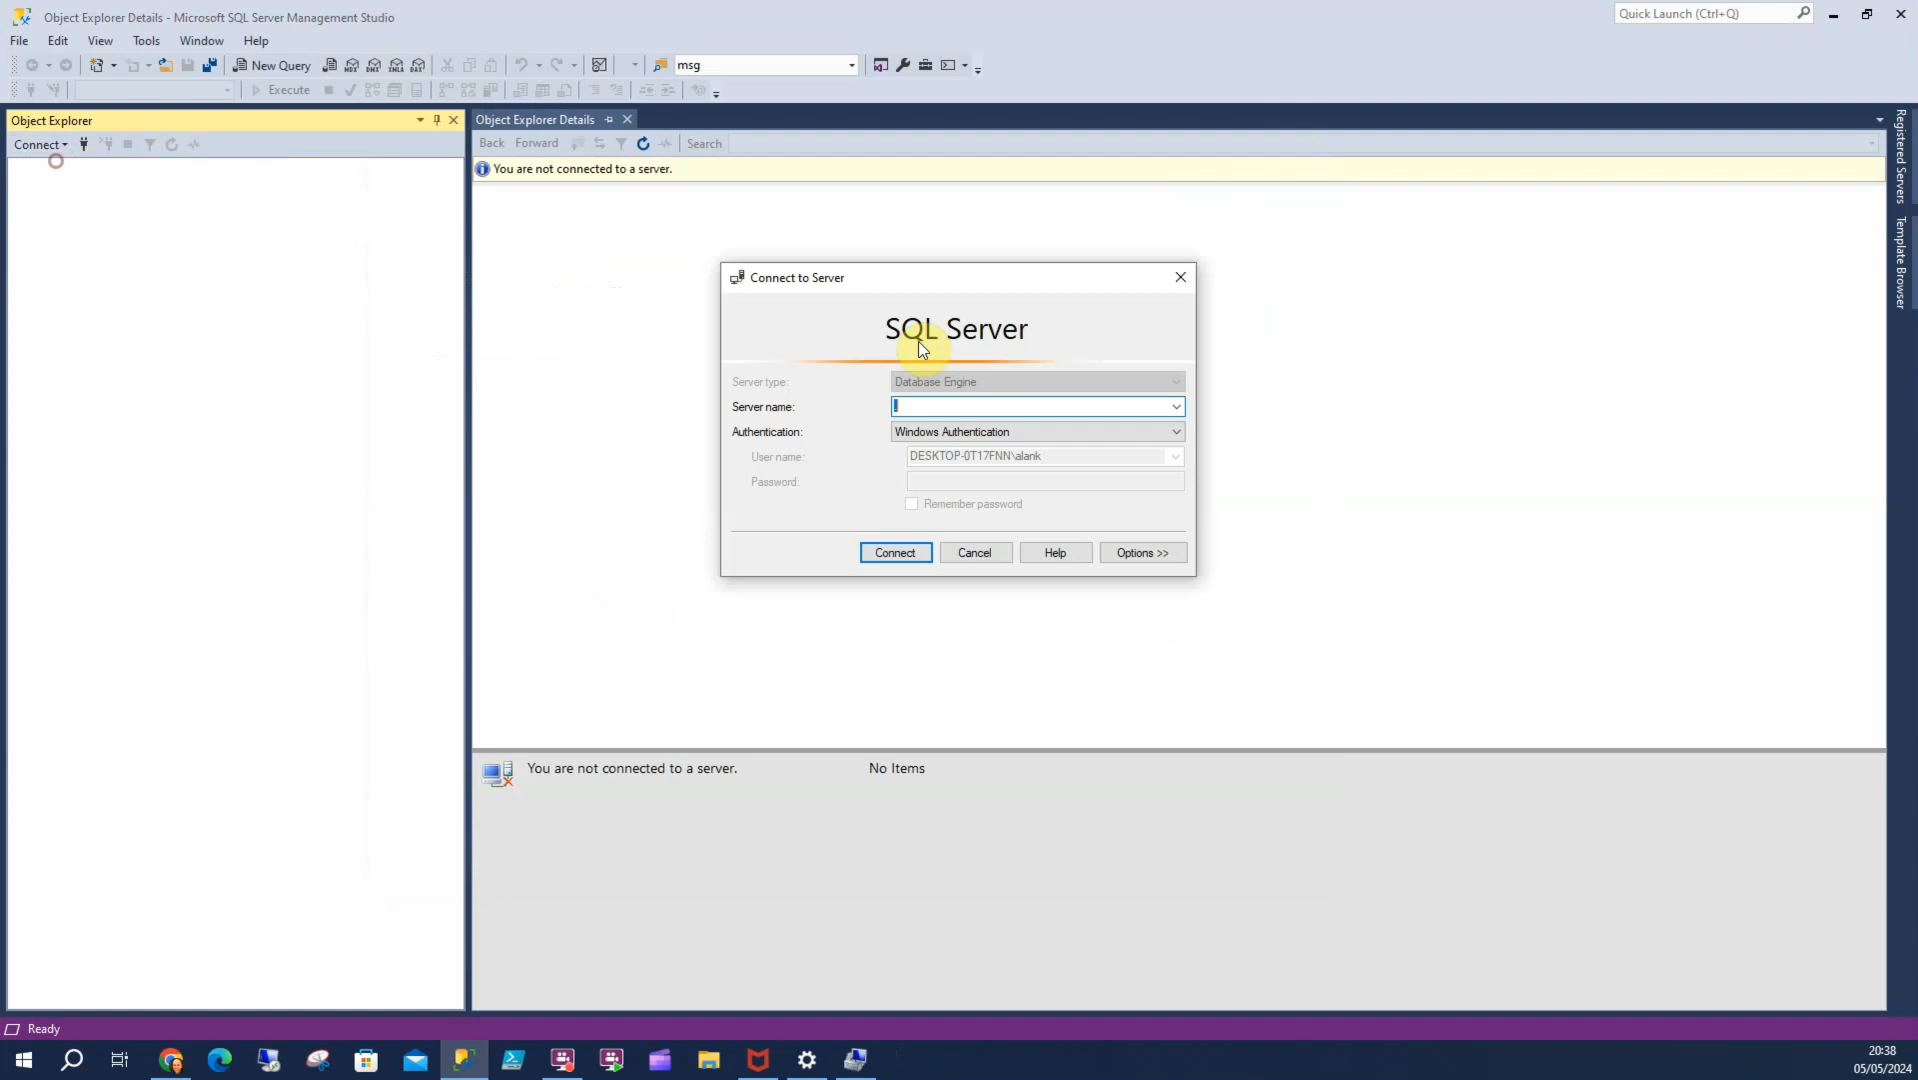 Object Explorer Details - Microsoft SQL Server Management Studio
Quick Launch (Ctrl+Q)
File Edit View Tools Window Help
New Query
MDX DMX XMLA DAX
msg
Execute
Object Explorer
Object Explorer Details
Connect
Back Forward Search
You are not connected to a server.
Registered Servers
Template Browser
Connect to Server
SQL Server
Server type: Database Engine
Server name:
Authentication: Windows Authentication
User name: DESKTOP-0T17FNN\alank
Password:
Remember password
Connect Cancel Help Options >>
You are not connected to a server. No Items
Ready
20:38
05/05/2024